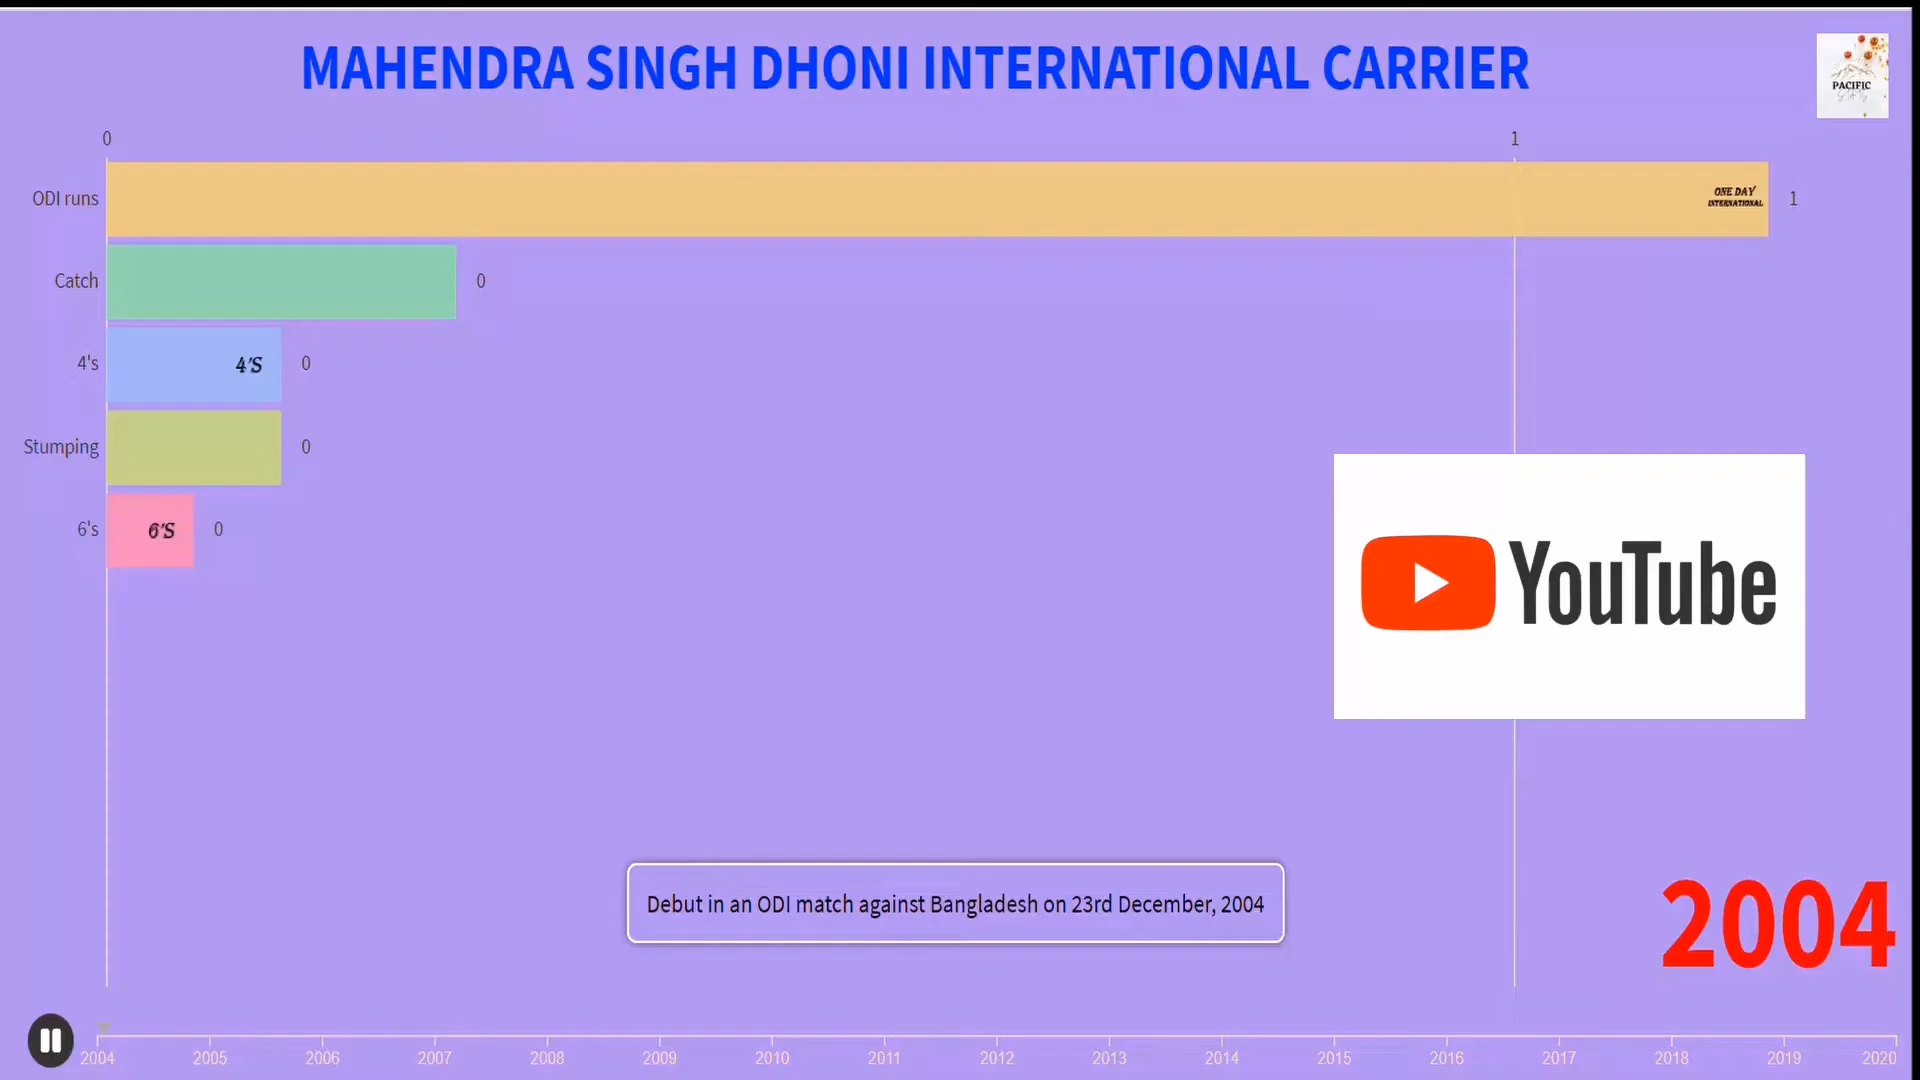 MAHENDRA SINGH DHONI INTERNATIONAL CARRIER
PACIFIC
0
1
ODI runs
ONE DAY
INTERNATIONAL
1
Catch
0
4's
4'S
0
Stumping
0
6's
6'S
0
YouTube
Debut in an ODI match against Bangladesh on 23rd December, 2004
2004
2004 2005 2006 2007 2008 2009 2010 2011 2012 2013 2014 2015 2016 2017 2018 2019 2020